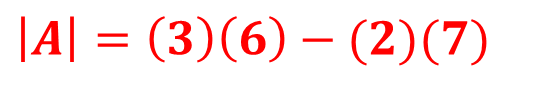 |A| = (3)(6) − (2)(7)